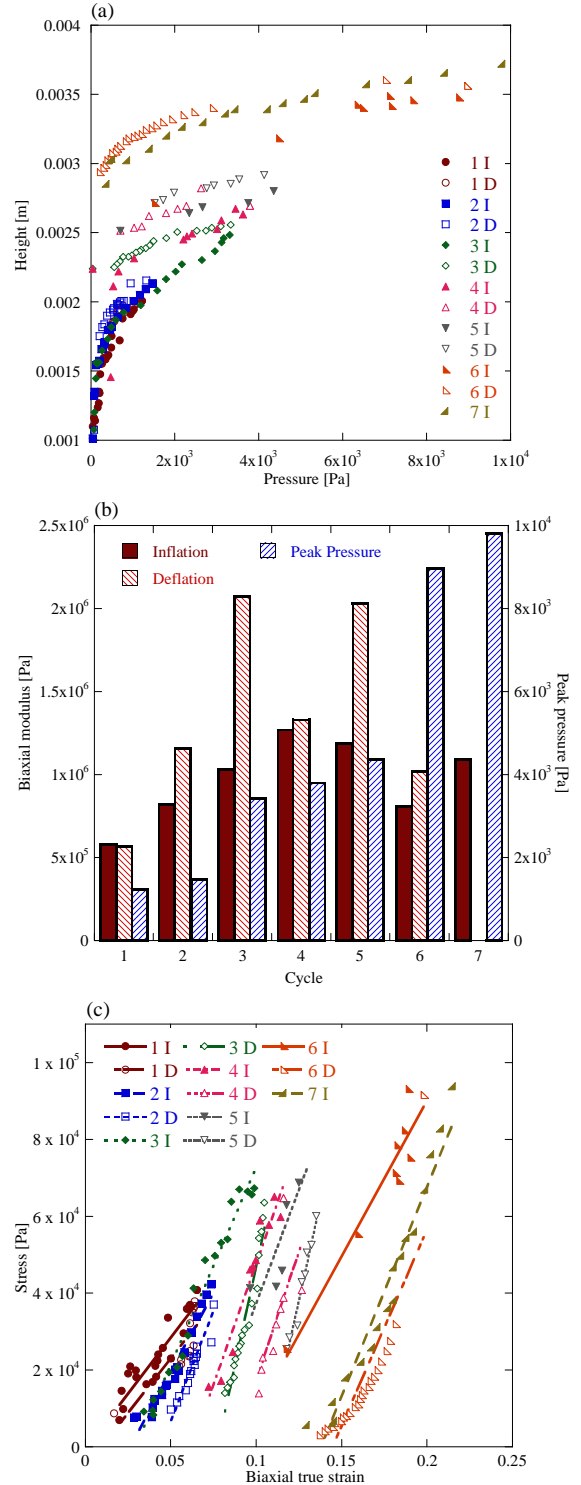 (a)
0.004
0.0035
0.003
0.0025
0.002
0.0015
0.001
Height [m]
1 I
1 D
2 I
2 D
3 I
3 D
4 I
4 D
5 I
5 D
6 I
6 D
7 I
0 2x10³ 4x10³ 6x10³ 8x10³ 1x10⁴
Pressure [Pa]
(b)
2.5x10⁶
2x10⁶
1.5x10⁶
1x10⁶
5x10⁵
0
Biaxial modulus [Pa]
Inflation
Deflation
Peak Pressure
1x10⁴
8x10³
6x10³
4x10³
2x10³
0
Peak pressure [Pa]
1 2 3 4 5 6 7
Cycle
(c)
1 x 10⁵
8 x 10⁴
6 x 10⁴
4 x 10⁴
2 x 10⁴
0
Stress [Pa]
1 I
1 D
2 I
2 D
3 I
3 D
4 I
4 D
5 I
5 D
6 I
6 D
7 I
0 0.05 0.1 0.15 0.2 0.25
Biaxial true strain